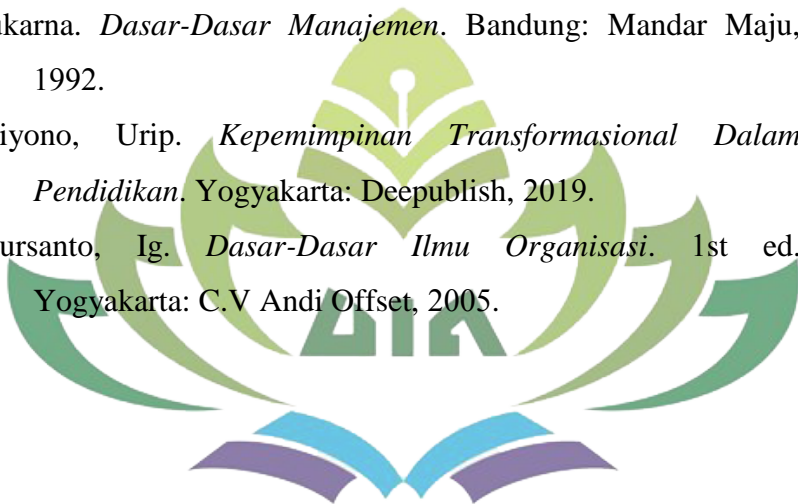 ukarna. Dasar-Dasar Manajemen. Bandung: Mandar Maju,
1992.
iyono, Urip. Kepemimpinan Transformasional Dalam
Pendidikan. Yogyakarta: Deepublish, 2019.
ursanto, Ig. Dasar-Dasar Ilmu Organisasi. 1st ed.
Yogyakarta: C.V Andi Offset, 2005.